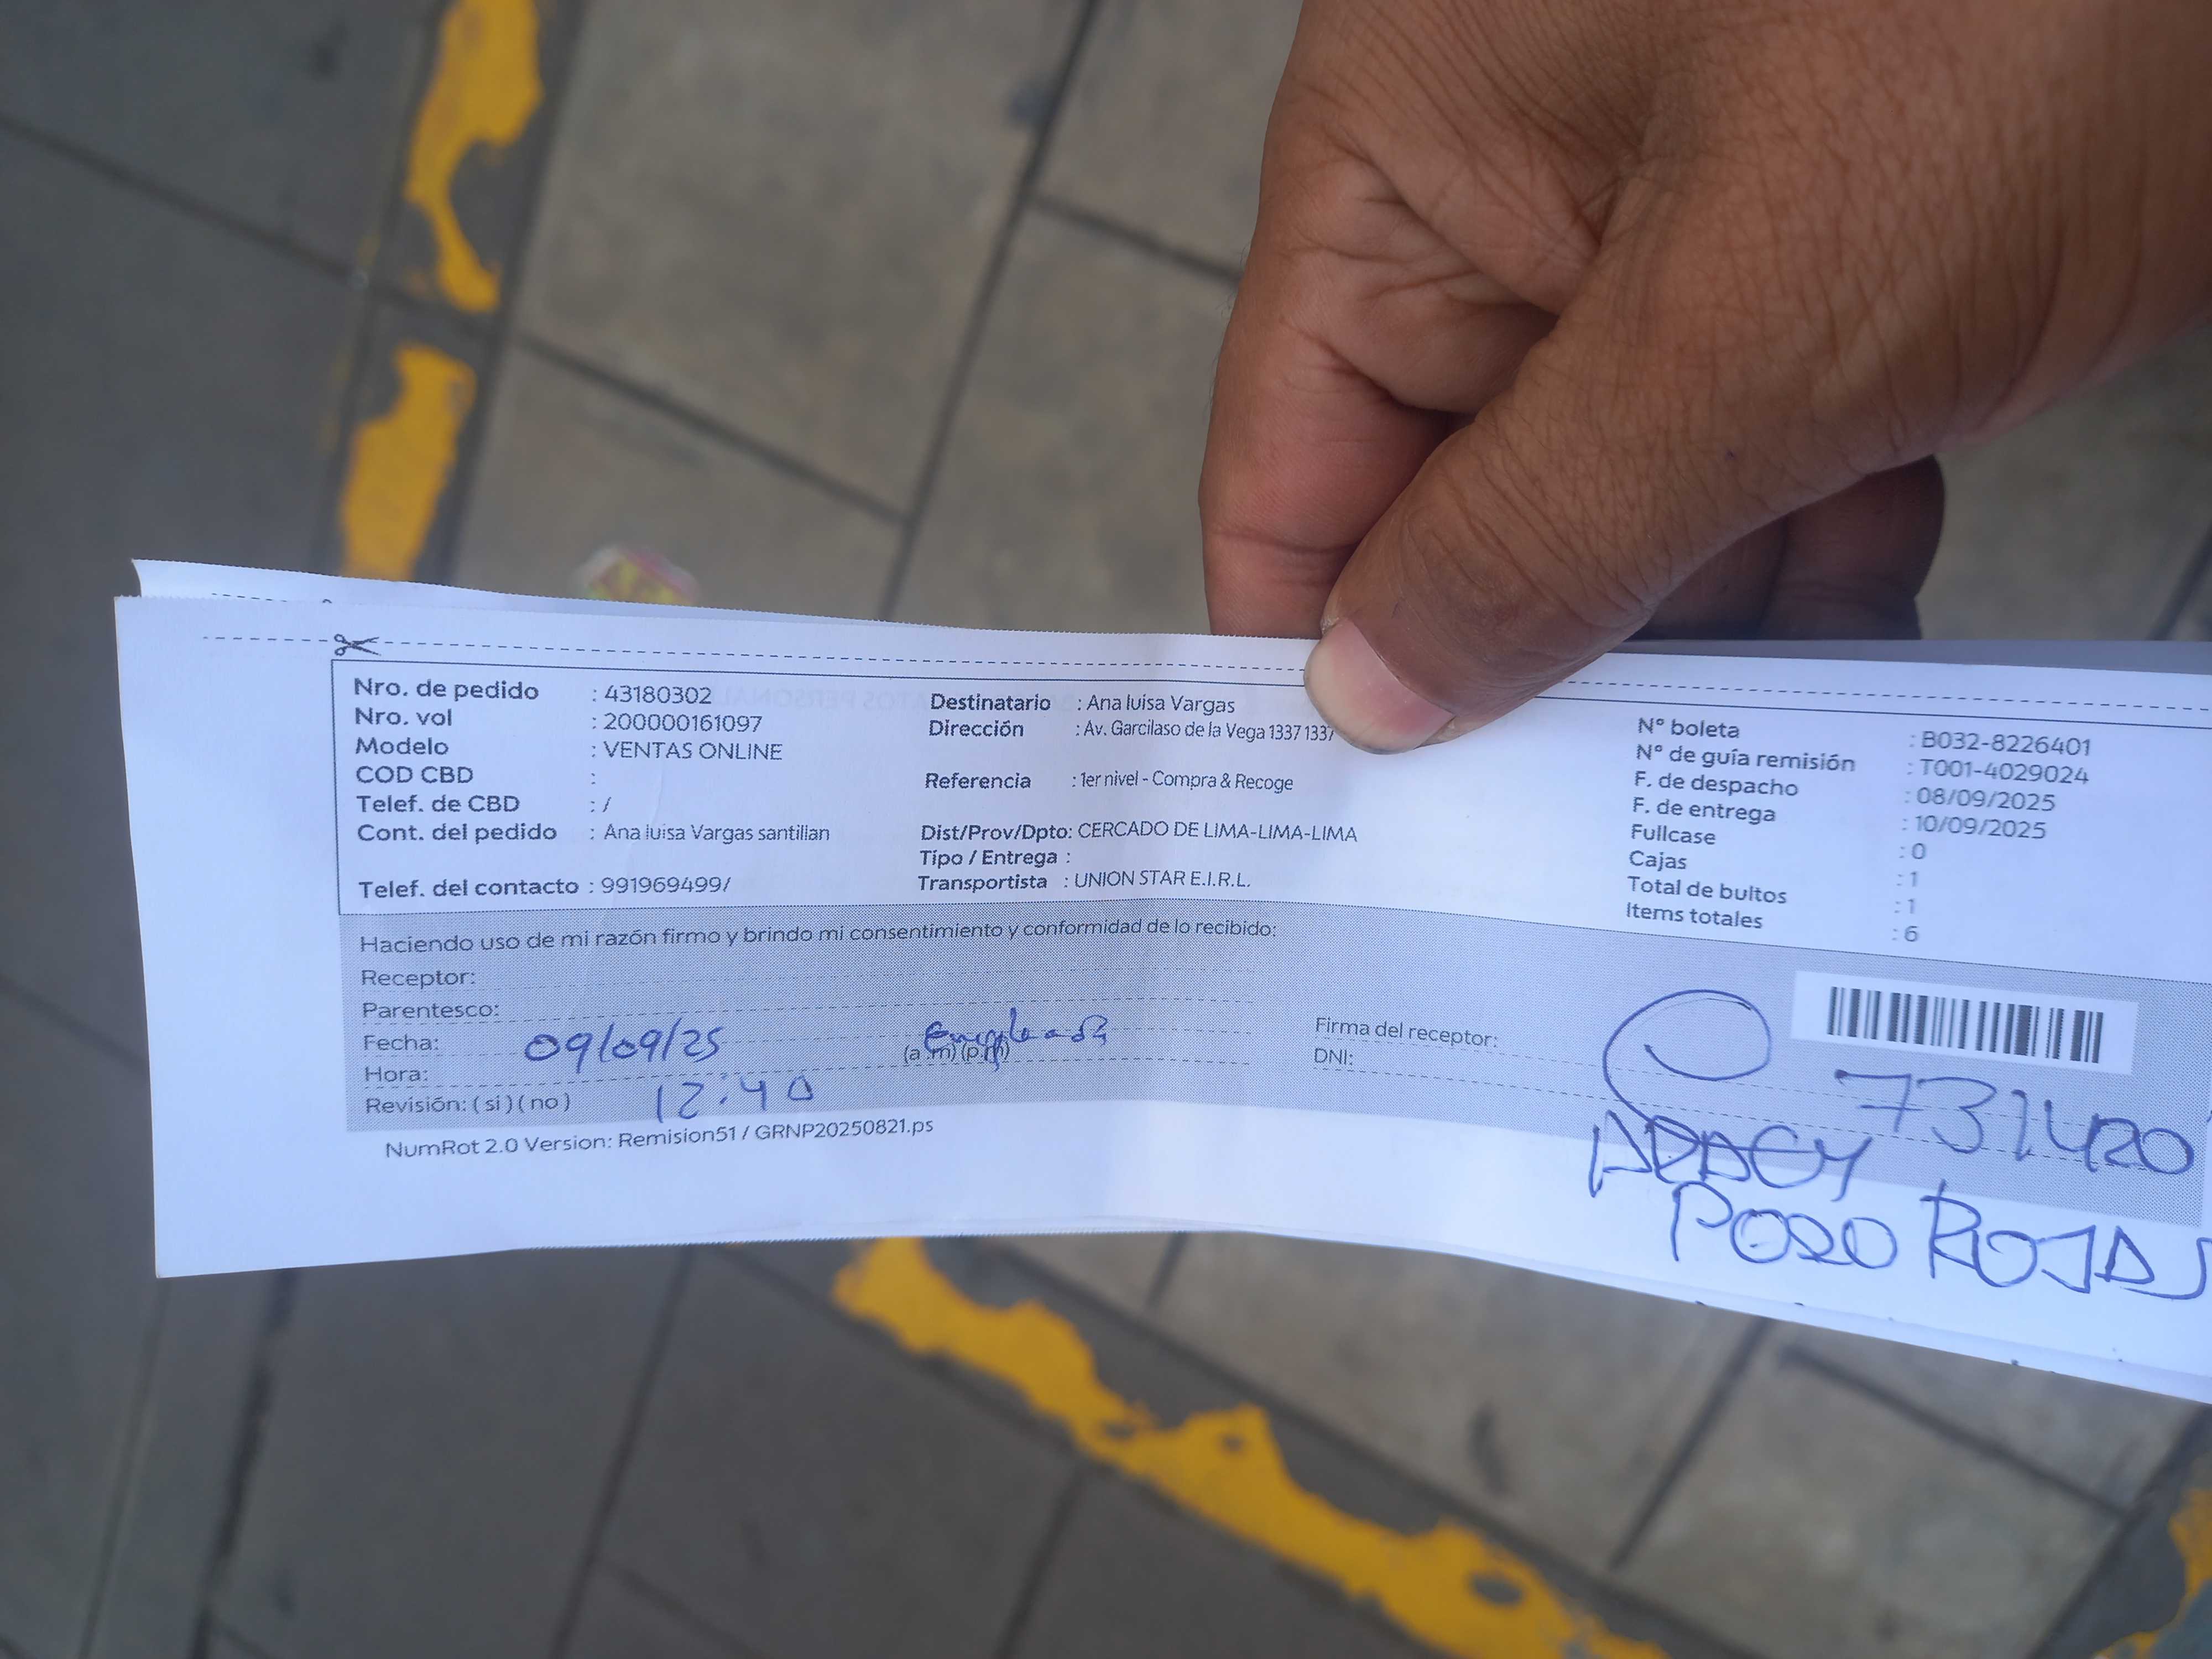 Nro. de pedido : 43180302
Nro. vol : 200000161097
Modelo : VENTAS ONLINE
COD CBD :
Telef. de CBD : /
Cont. del pedido : Ana luisa Vargas santillan
Telef. del contacto : 991969499/
Destinatario : Ana luisa Vargas
Dirección : Av. Garcilaso de la Vega 1337 1337
Referencia : 1er nivel - Compra & Recoge
Dist/Prov/Dpto: CERCADO DE LIMA-LIMA-LIMA
Tipo / Entrega :
Transportista : UNION STAR E.I.R.L.
N° boleta : B032-8226401
N° de guía remisión : T001-4029024
F. de despacho : 08/09/2025
F. de entrega : 10/09/2025
Fullcase : 0
Cajas : 1
Total de bultos : 1
Items totales : 6
Haciendo uso de mi razón firmo y brindo mi consentimiento y conformidad de lo recibido:
Receptor:
Parentesco:
Fecha: 09/09/25
Hora: 12:40 (a.m) (p.m)
Revisión: ( si ) ( no )
Firma del receptor:
DNI: 731420
POZO ROJAS
NumRot 2.0 Version: Remision51 / GRNP20250821.ps